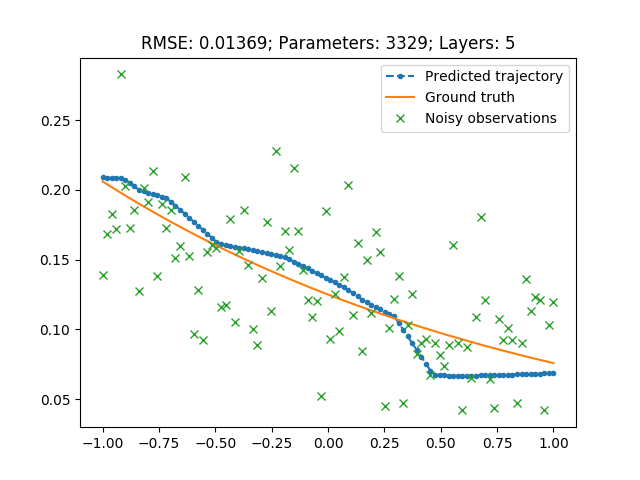 RMSE: 0.01369; Parameters: 3329; Layers: 5
Predicted trajectory
Ground truth
Noisy observations
0.25
0.20
0.15
0.10
0.05
−1.00 −0.75 −0.50 −0.25 0.00 0.25 0.50 0.75 1.00